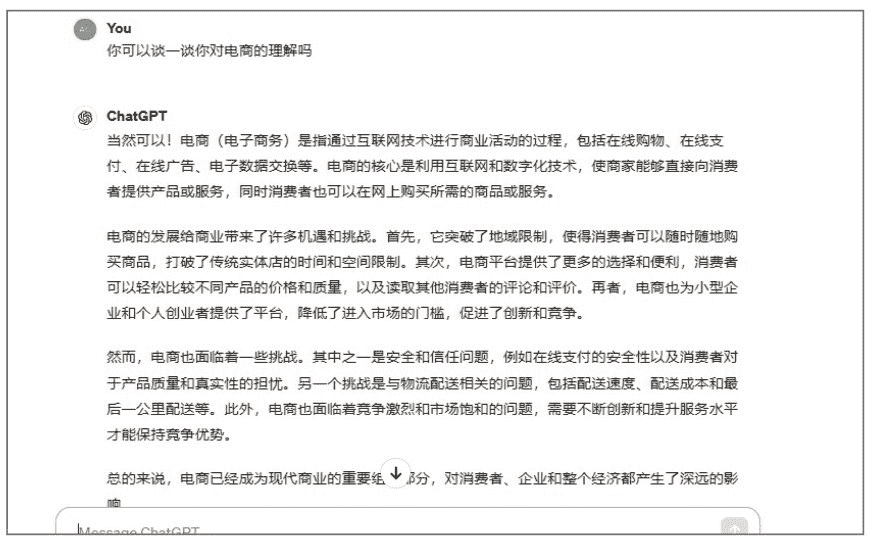 You
你可以谈一谈你对电商的理解吗
ChatGPT
当然可以！电商（电子商务）是指通过互联网技术进行商业活动的过程，包括在线购物、在线支
付、在线广告、电子数据交换等。电商的核心是利用互联网和数字化技术，使商家能够直接向消费
者提供产品或服务，同时消费者也可以在网上购买所需的商品或服务。
电商的发展给商业带来了许多机遇和挑战。首先，它突破了地域限制，使得消费者可以随时随地购
买商品，打破了传统实体店的时间和空间限制。其次，电商平台提供了更多的选择和便利，消费者
可以轻松比较不同产品的价格和质量，以及读取其他消费者的评论和评价。再者，电商也为小型企
业和个人创业者提供了平台，降低了进入市场的门槛，促进了创新和竞争。
然而，电商也面临着一些挑战。其中之一是安全和信任问题，例如在线支付的安全性以及消费者对
于产品质量和真实性的担忧。另一个挑战是与物流配送相关的问题，包括配送速度、配送成本和最
后一公里配送等。此外，电商也面临着竞争激烈和市场饱和的问题，需要不断创新和提升服务水平
才能保持竞争优势。
总的来说，电商已经成为现代商业的重要组 部分，对消费者、企业和整个经济都产生了深远的影
响
Message ChatGPT